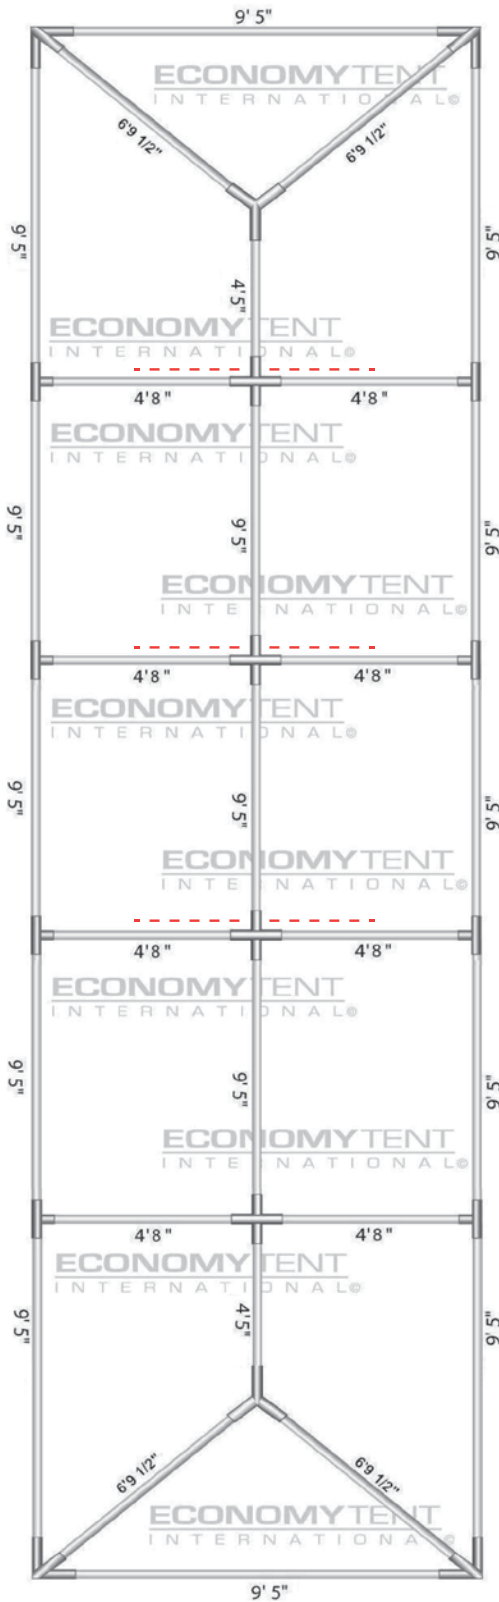 9' 5"
ECONOMYTENT
INTERNATIONAL©
6'9 1/2"
6'9 1/2"
9' 5"
9' 5"
4'5"
ECONOMYTENT
INTERNATIONAL©
4'8"
4'8"
ECONOMYTENT
INTERNATIONAL©
9' 5"
9' 5"
9' 5"
ECONOMYTENT
INTERNATIONAL©
4'8"
4'8"
ECONOMYTENT
INTERNATIONAL©
9' 5"
9' 5"
9' 5"
ECONOMYTENT
INTERNATIONAL©
4'8"
4'8"
ECONOMYTENT
INTERNATIONAL©
9' 5"
9' 5"
9' 5"
ECONOMYTENT
INTERNATIONAL©
4'8"
4'8"
ECONOMYTENT
INTERNATIONAL©
9' 5"
4'5"
9' 5"
6'9 1/2"
6'9 1/2"
ECONOMYTENT
INTERNATIONAL©
9' 5"